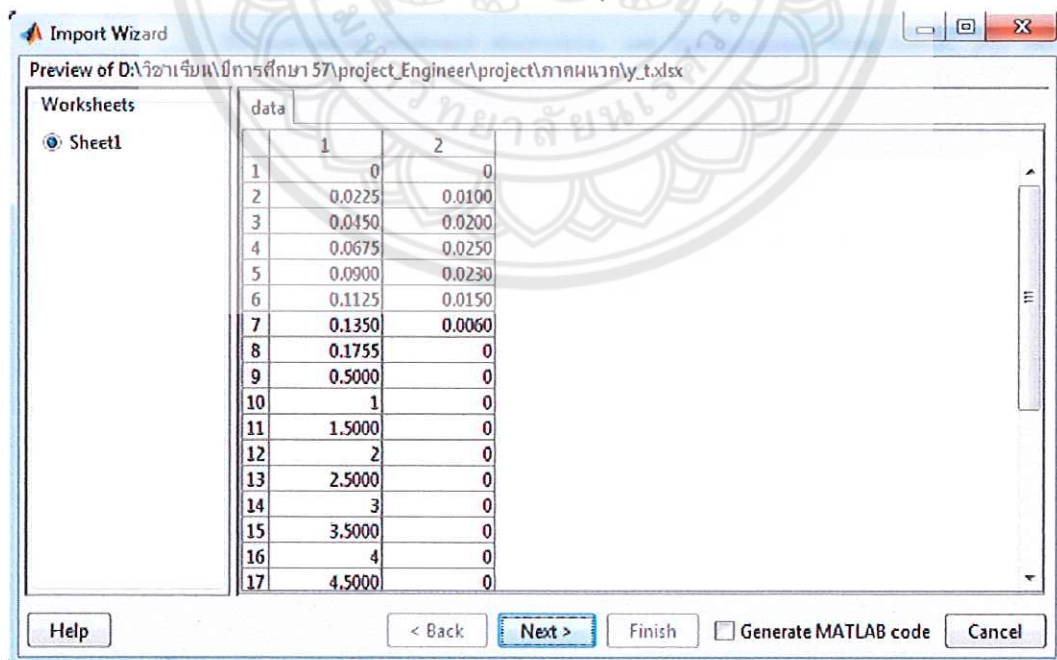 Import Wizard
Preview of D:\วิชาเรียน\ปีการศึกษา 57\project_Engineer\project\ภาคผนวก\y_t.xlsx
Worksheets
Sheet1
data
1 2
1 0 0
2 0.0225 0.0100
3 0.0450 0.0200
4 0.0675 0.0250
5 0.0900 0.0230
6 0.1125 0.0150
7 0.1350 0.0060
8 0.1755 0
9 0.5000 0
10 1 0
11 1.5000 0
12 2 0
13 2.5000 0
14 3 0
15 3.5000 0
16 4 0
17 4.5000 0
Help
< Back
Next >
Finish
Generate MATLAB code
Cancel